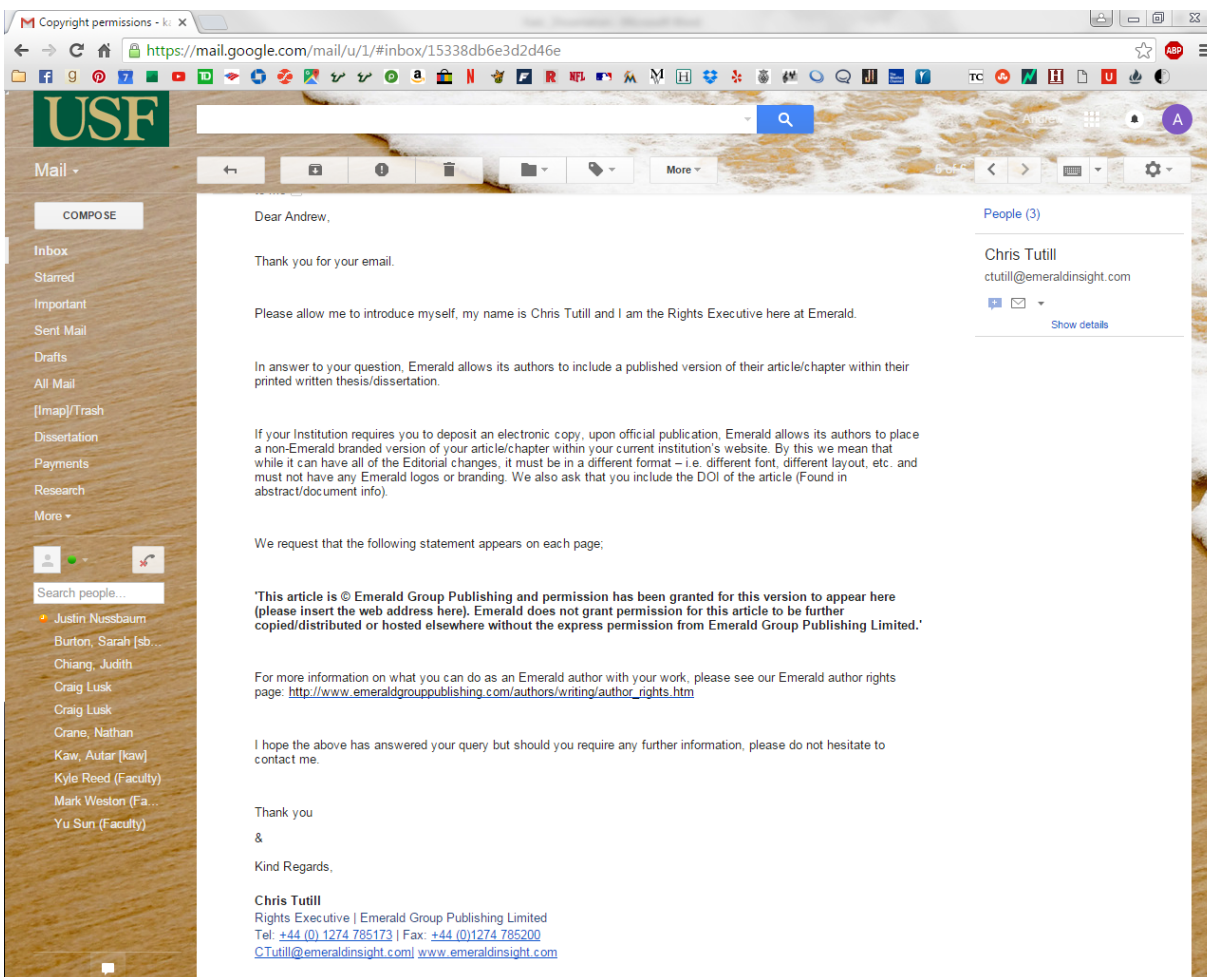 Copyright permissions - ka
https://mail.google.com/mail/u/1/#inbox/15338db6e3d2d46e
ABP
USF
A
Mail
More
COMPOSE
Inbox
Starred
Important
Sent Mail
Drafts
All Mail
[Imap]/Trash
Dissertation
Payments
Research
More
Search people...
Justin Nussbaum
Burton, Sarah [sb...
Chiang, Judith
Craig Lusk
Craig Lusk
Crane, Nathan
Kaw, Autar [kaw]
Kyle Reed (Faculty)
Mark Weston (Fa...
Yu Sun (Faculty)
Dear Andrew,
Thank you for your email.
Please allow me to introduce myself, my name is Chris Tutill and I am the Rights Executive here at Emerald.
In answer to your question, Emerald allows its authors to include a published version of their article/chapter within their
printed written thesis/dissertation.
If your Institution requires you to deposit an electronic copy, upon official publication, Emerald allows its authors to place
a non-Emerald branded version of your article/chapter within your current institution's website. By this we mean that
while it can have all of the Editorial changes, it must be in a different format – i.e. different font, different layout, etc. and
must not have any Emerald logos or branding. We also ask that you include the DOI of the article (Found in
abstract/document info).
We request that the following statement appears on each page;
'This article is © Emerald Group Publishing and permission has been granted for this version to appear here
(please insert the web address here). Emerald does not grant permission for this article to be further
copied/distributed or hosted elsewhere without the express permission from Emerald Group Publishing Limited.'
For more information on what you can do as an Emerald author with your work, please see our Emerald author rights
page: http://www.emeraldgrouppublishing.com/authors/writing/author_rights.htm
I hope the above has answered your query but should you require any further information, please do not hesitate to
contact me.
Thank you
&
Kind Regards,
Chris Tutill
Rights Executive | Emerald Group Publishing Limited
Tel: +44 (0) 1274 785173 | Fax: +44 (0)1274 785200
CTutill@emeraldinsight.com| www.emeraldinsight.com
People (3)
Chris Tutill
ctutill@emeraldinsight.com
Show details